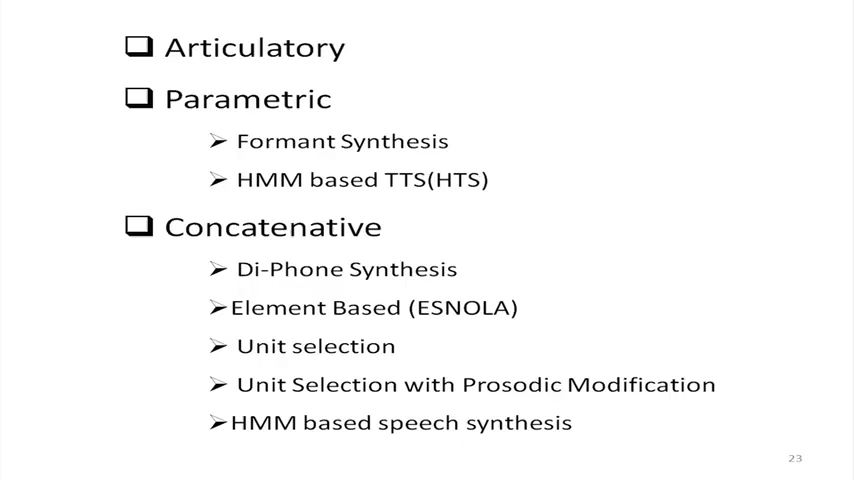 Articulatory
Parametric
Formant Synthesis
HMM based TTS(HTS)
Concatenative
Di-Phone Synthesis
Element Based (ESNOLA)
Unit selection
Unit Selection with Prosodic Modification
HMM based speech synthesis
23